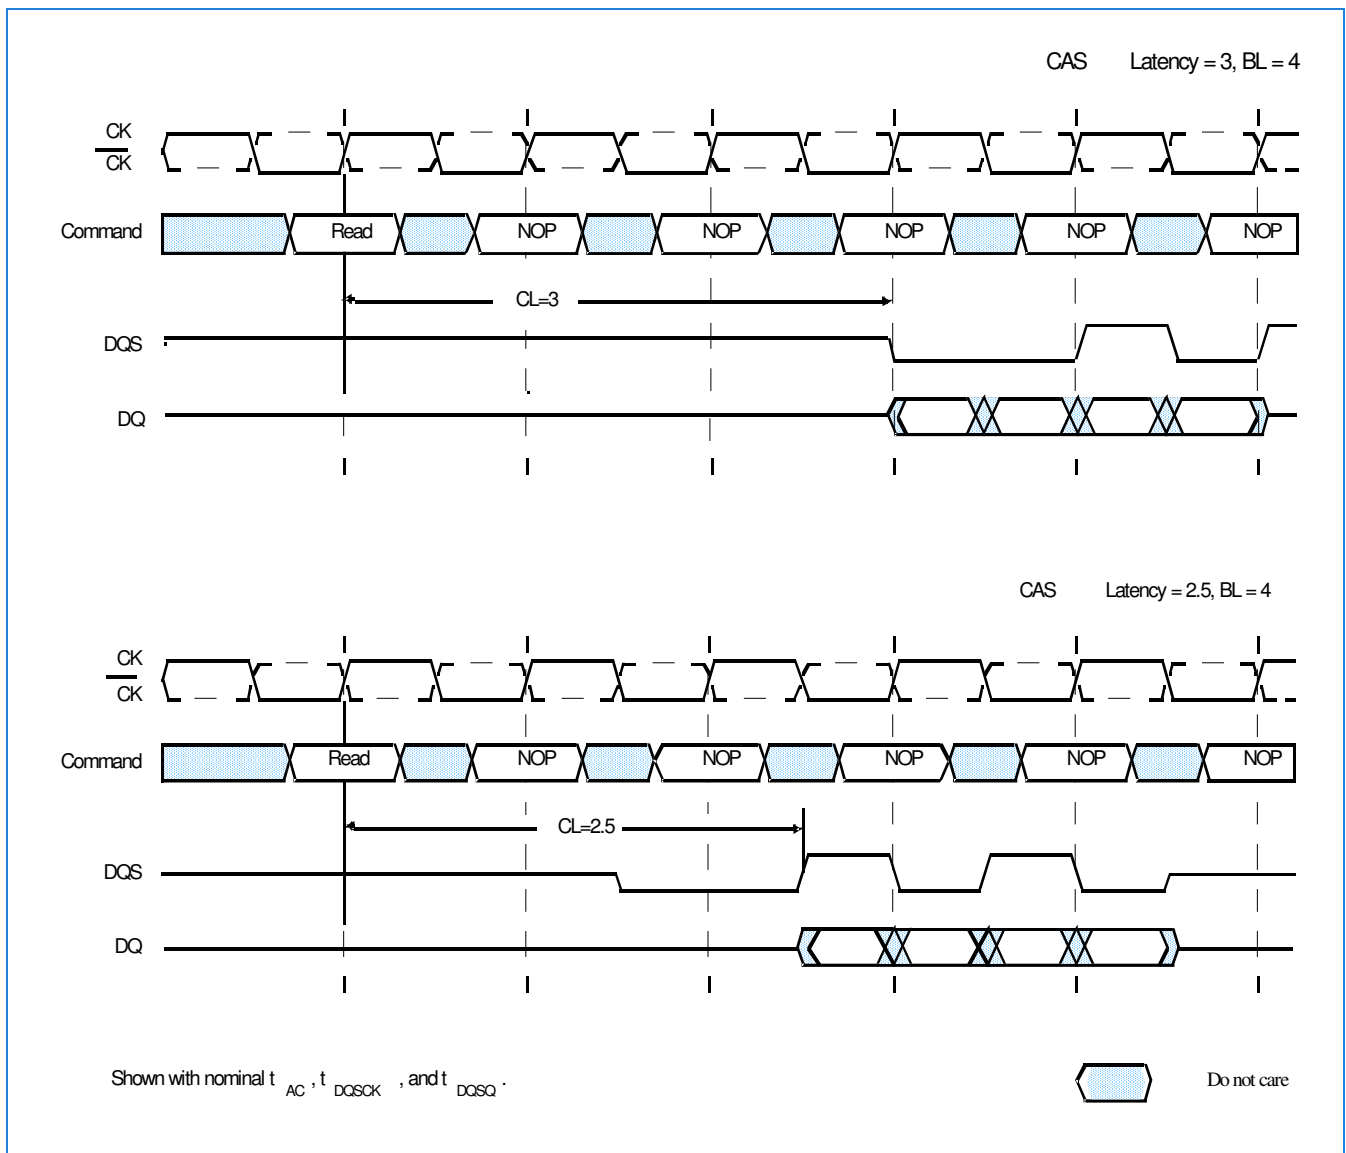 CAS Latency = 3, BL = 4
CK
CK
Command Read NOP NOP NOP NOP NOP
CL=3
DQS
DQ
CAS Latency = 2.5, BL = 4
CK
CK
Command Read NOP NOP NOP NOP NOP
CL=2.5
DQS
DQ
Shown with nominal t AC , t DQSCK , and t DQSQ .
Do not care